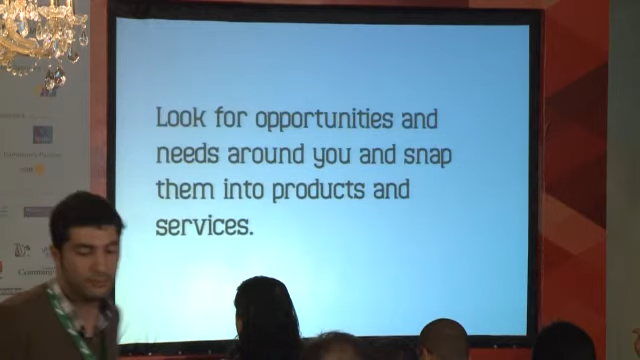 Look for opportunities and
needs around you and snap
them into products and
services.